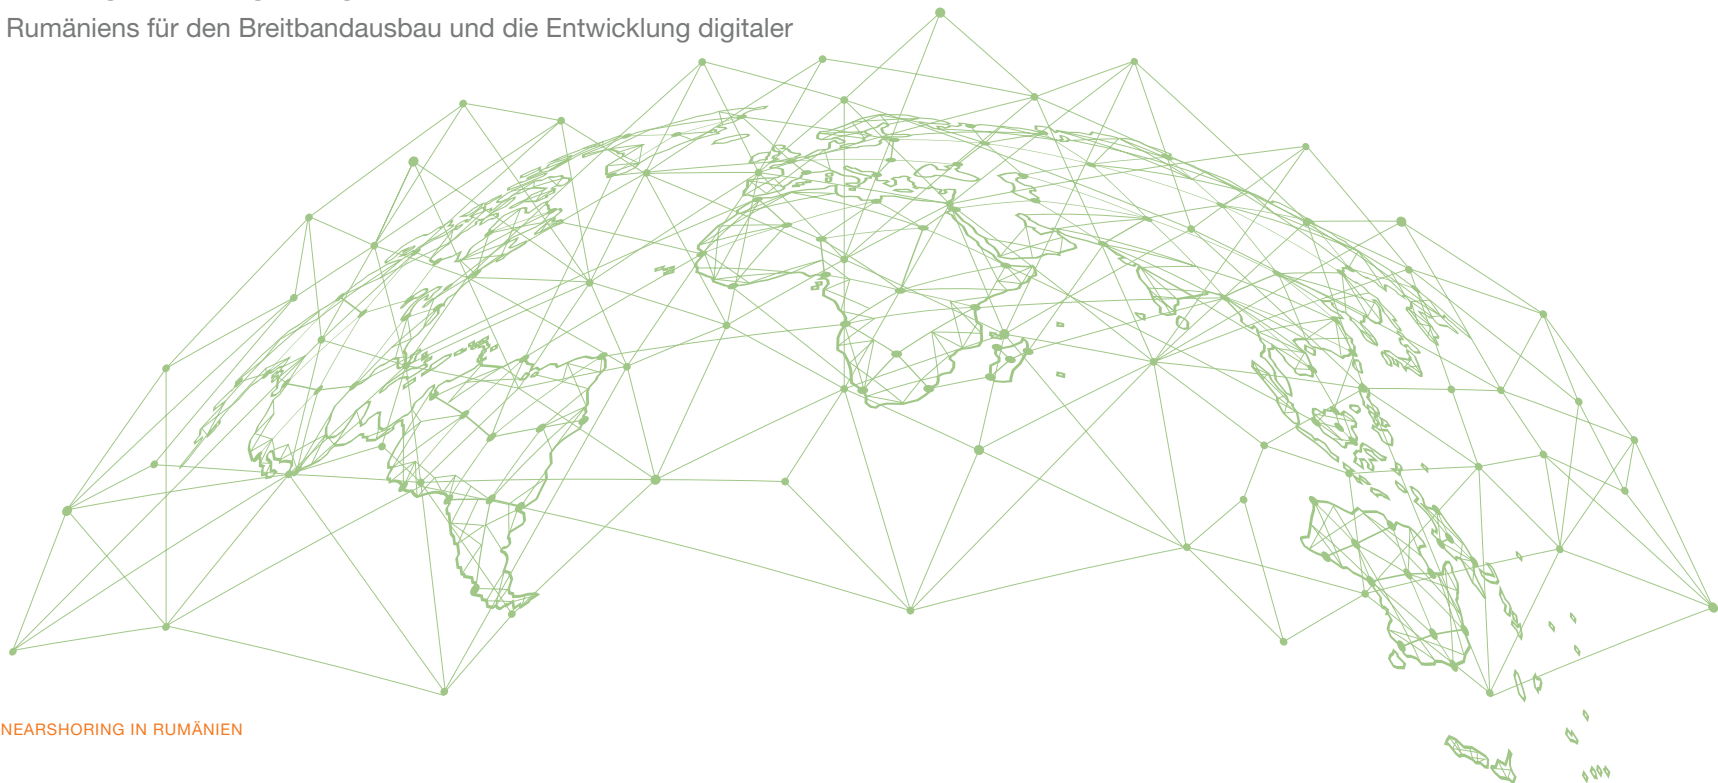 Rumäniens für den Breitbandausbau und die Entwicklung digitaler
NEARSHORING IN RUMÄNIEN